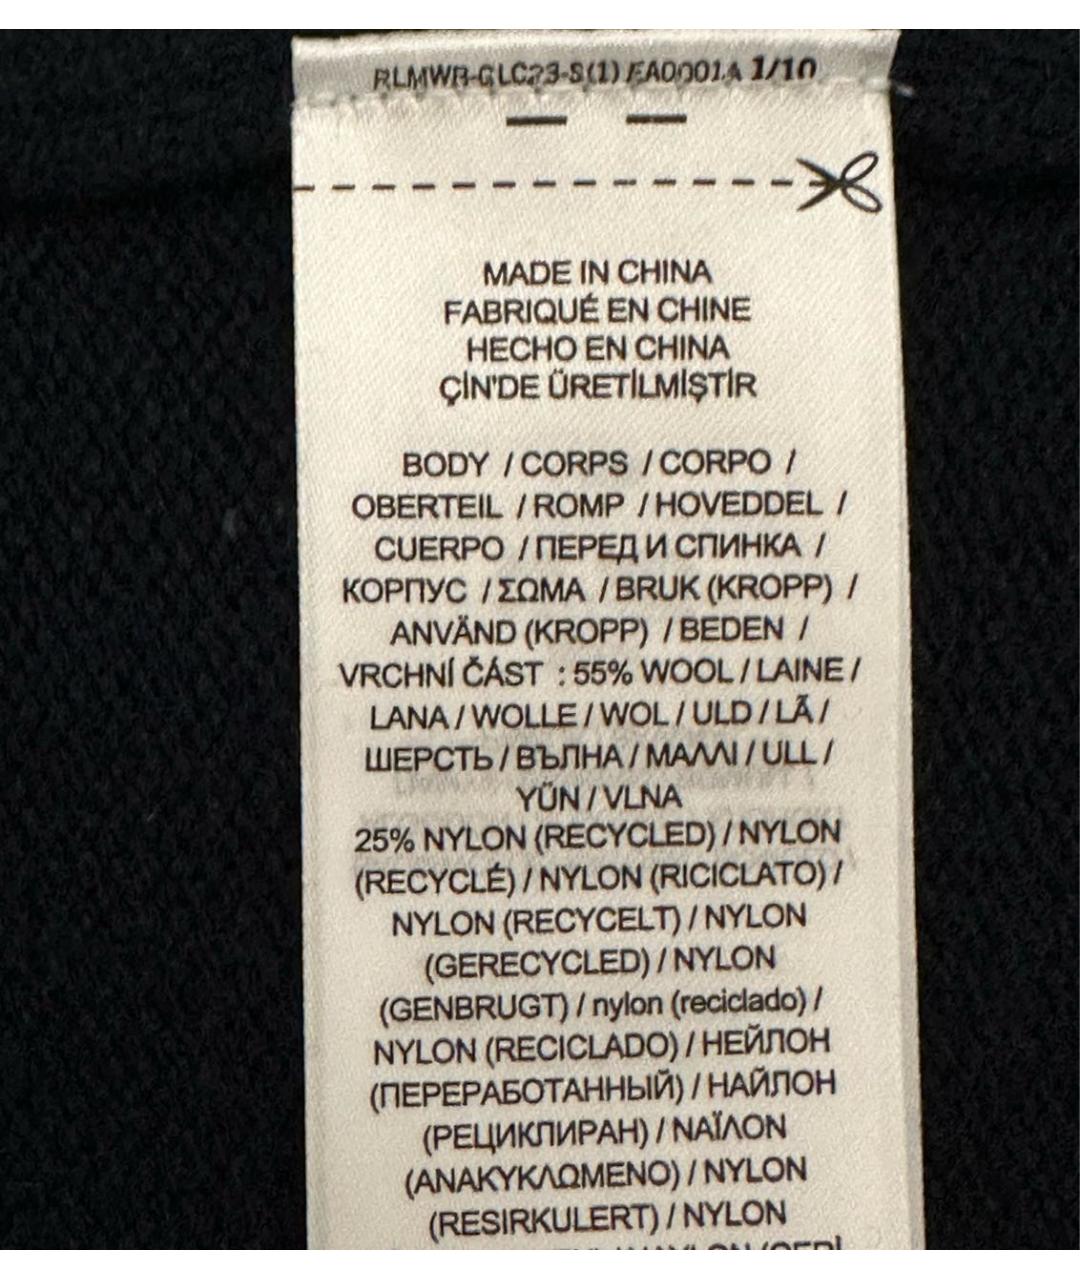 RLMWR-GLC23-S(1) EA0001A 1/10
MADE IN CHINA
FABRIQUÉ EN CHINE
HECHO EN CHINA
ÇİN'DE ÜRETİLMİŞTİR
BODY / CORPS / CORPO /
OBERTEIL / ROMP / HOVEDDEL /
CUERPO / ПЕРЕД И СПИНКА /
КОРПУС / ΣΩΜΑ / BRUK (KROPP) /
ANVÄND (KROPP) / BEDEN /
VRCHNÍ ČÁST : 55% WOOL / LAINE /
LANA / WOLLE / WOL / ULD / LÃ /
ШЕРСТЬ / ВЪЛНА / ΜΑΛΛΙ / ULL /
YÜN / VLNA
25% NYLON (RECYCLED) / NYLON
(RECYCLÉ) / NYLON (RICICLATO) /
NYLON (RECYCELT) / NYLON
(GERECYCLED) / NYLON
(GENBRUGT) / nylon (reciclado) /
NYLON (RECICLADO) / НЕЙЛОН
(ПЕРЕРАБОТАННЫЙ) / НАЙЛОН
(РЕЦИКЛИРАН) / ΝΑΪΛΟΝ
(ΑΝΑΚΥΚΛΩΜΕΝΟ) / NYLON
(RESIRKULERT) / NYLON